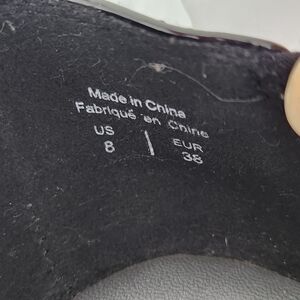 Made in China
Fabriqué en Chine
US | EUR
8 | 38